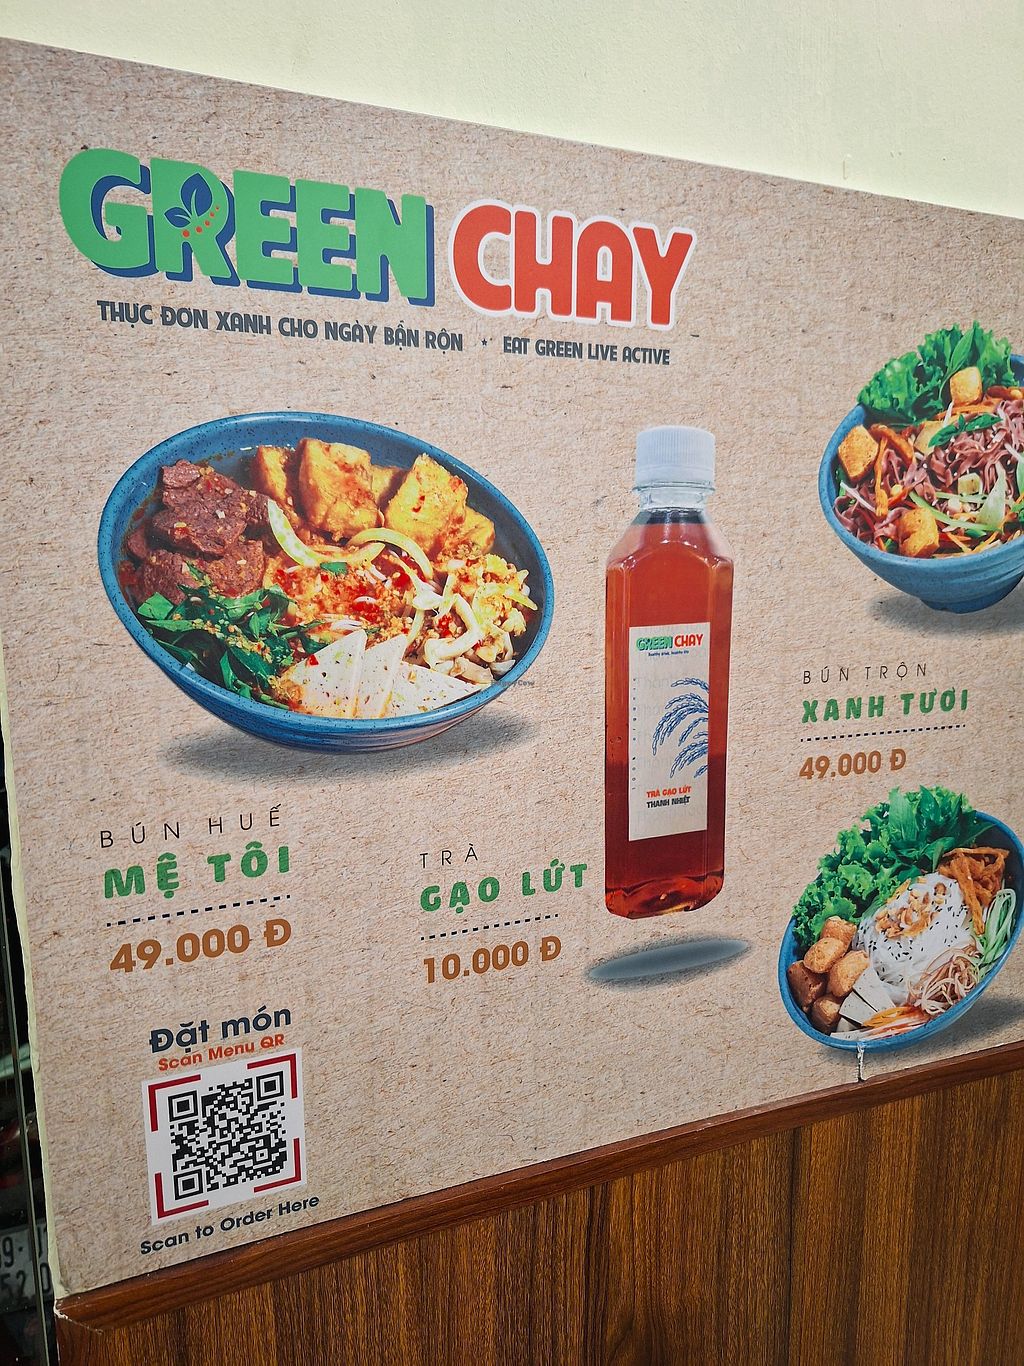 GREEN CHAY
THỰC ĐƠN XANH CHO NGÀY BẬN RỘN * EAT GREEN LIVE ACTIVE
GREEN CHAY
TRÀ GẠO LỨT
THANH NHIỆT
BÚN TRỘN
XANH TƯƠI
49.000 Đ
BÚN HUẾ
MỆ TÔI
49.000 Đ
TRÀ
GẠO LỨT
10.000 Đ
Đặt món
Scan Menu QR
Scan to Order Here